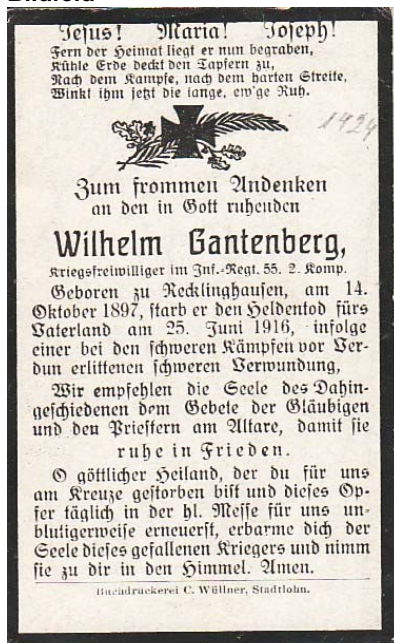 Jesus! Maria! Joseph!
Fern der Heimat liegt er nun begraben,
Kühle Erde deckt den Tapfern zu,
Nach dem Kampfe, nach dem harten Streite,
Winkt ihm jetzt die lange, ew'ge Ruh.
1424
Zum frommen Andenken
an den in Gott ruhenden
Wilhelm Gantenberg,
Kriegsfreiwilliger im Inf.-Regt. 55. 2. Komp.
Geboren zu Recklinghausen, am 14.
Oktober 1897, starb er den Heldentod fürs
Vaterland am 25. Juni 1916, infolge
einer bei den schweren Kämpfen vor Ver-
dun erlittenen schweren Verwundung,
Wir empfehlen die Seele des Dahin-
geschiedenen dem Gebete der Gläubigen
und den Priestern am Altare, damit sie
ruhe in Frieden.
O göttlicher Heiland, der du für uns
am Kreuze gestorben bist und dieses Op-
fer täglich in der hl. Messe für uns un-
blutigerweise erneuerst, erbarme dich der
Seele dieses gefallenen Kriegers und nimm
sie zu dir in den Himmel. Amen.
Buchdruckerei C. Wüllner, Stadtlohn.